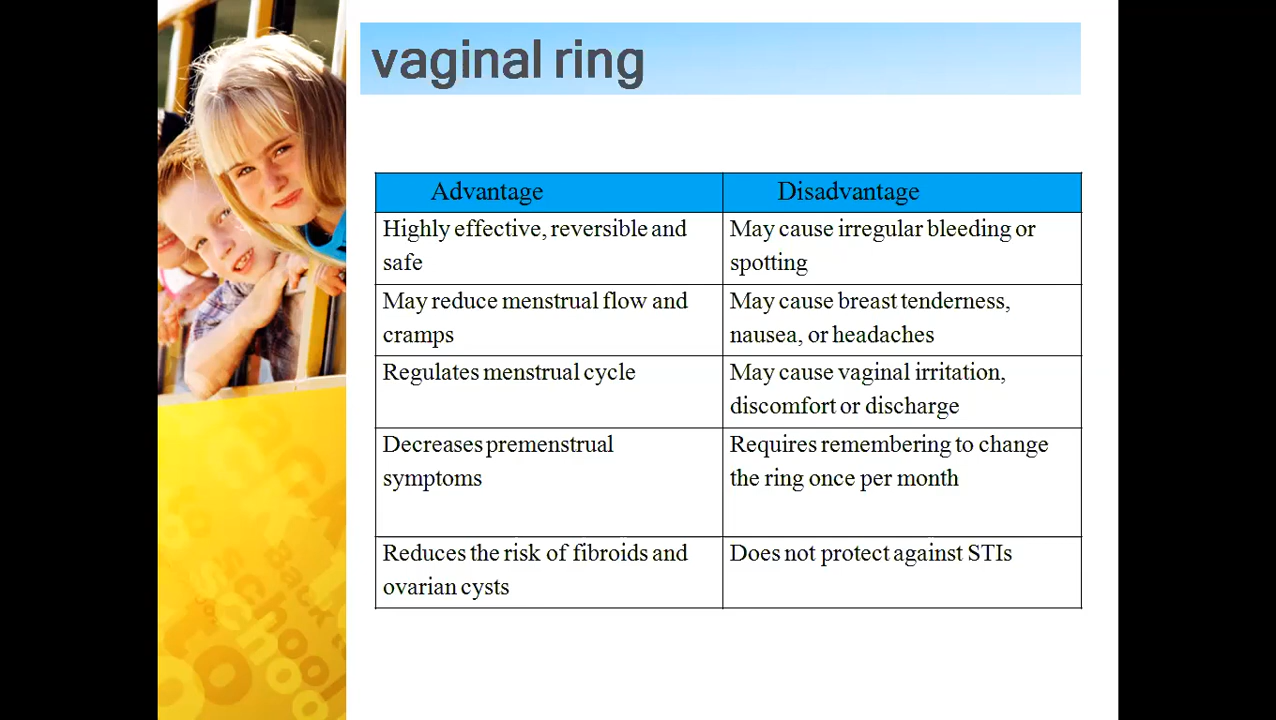 vaginal ring
Advantage
Disadvantage
Highly effective, reversible and
safe
May cause irregular bleeding or
spotting
May reduce menstrual flow and
cramps
May cause breast tenderness,
nausea, or headaches
Regulates menstrual cycle
May cause vaginal irritation,
discomfort or discharge
Decreases premenstrual
symptoms
Requires remembering to change
the ring once per month
Reduces the risk of fibroids and
ovarian cysts
Does not protect against STIs
Back
to
school